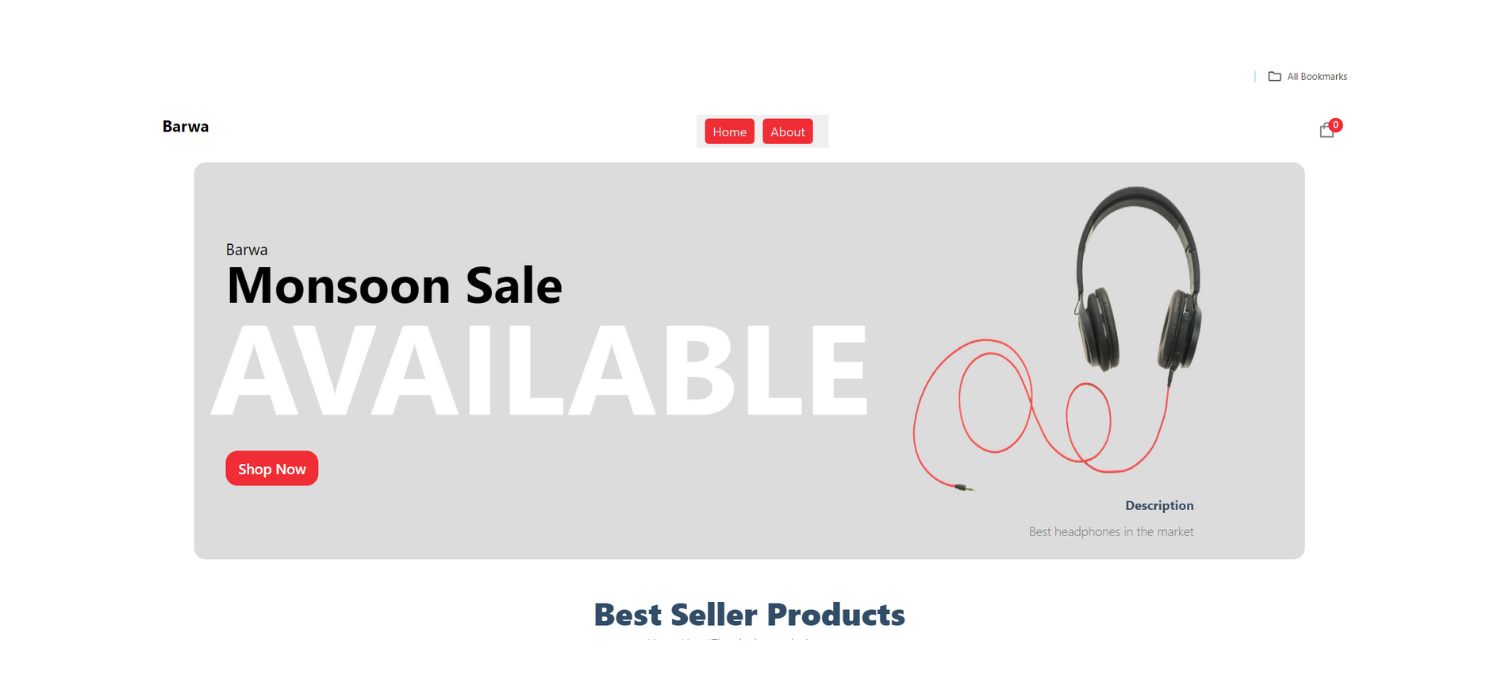 All Bookmarks
Barwa
Home About
0
Barwa
Monsoon Sale
AVAILABLE
Shop Now
Description
Best headphones in the market
Best Seller Products